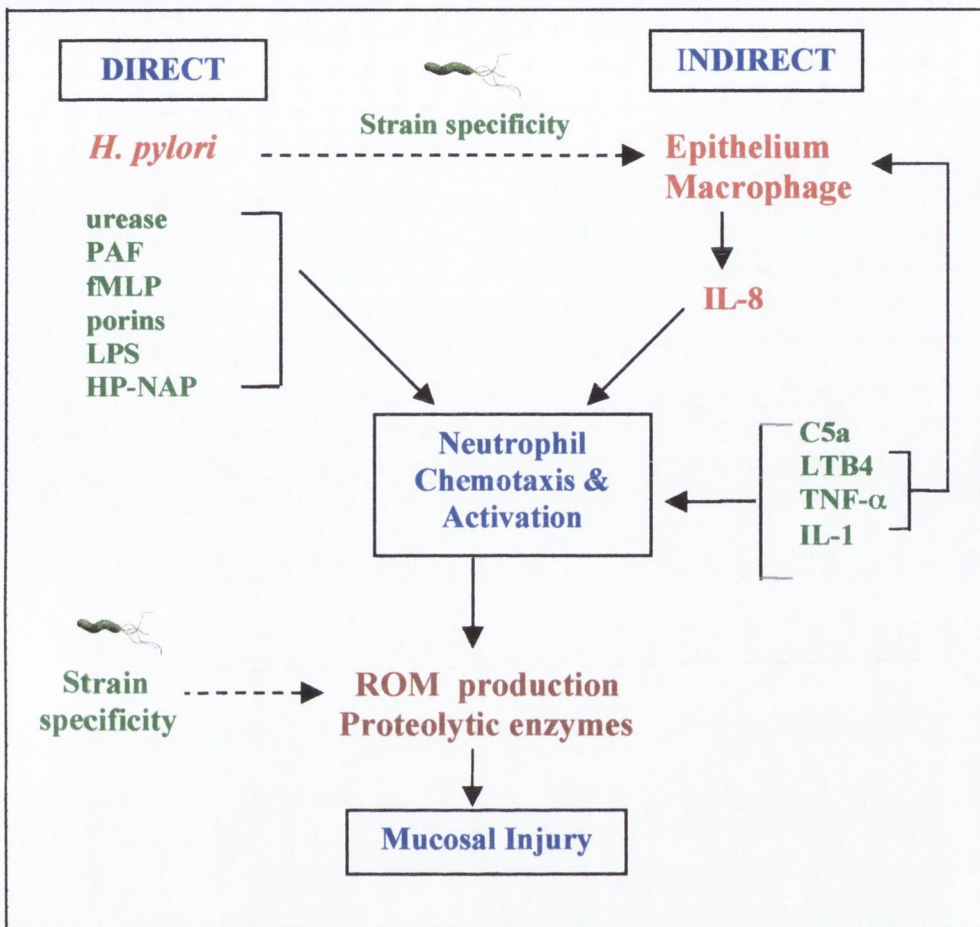 DIRECT
INDIRECT
Strain specificity
H. pylori
Epithelium
Macrophage
urease
PAF
fMLP
porins
LPS
HP-NAP
IL-8
Neutrophil
Chemotaxis &
Activation
C5a
LTB4
TNF-α
IL-1
Strain
specificity
ROM production
Proteolytic enzymes
Mucosal Injury